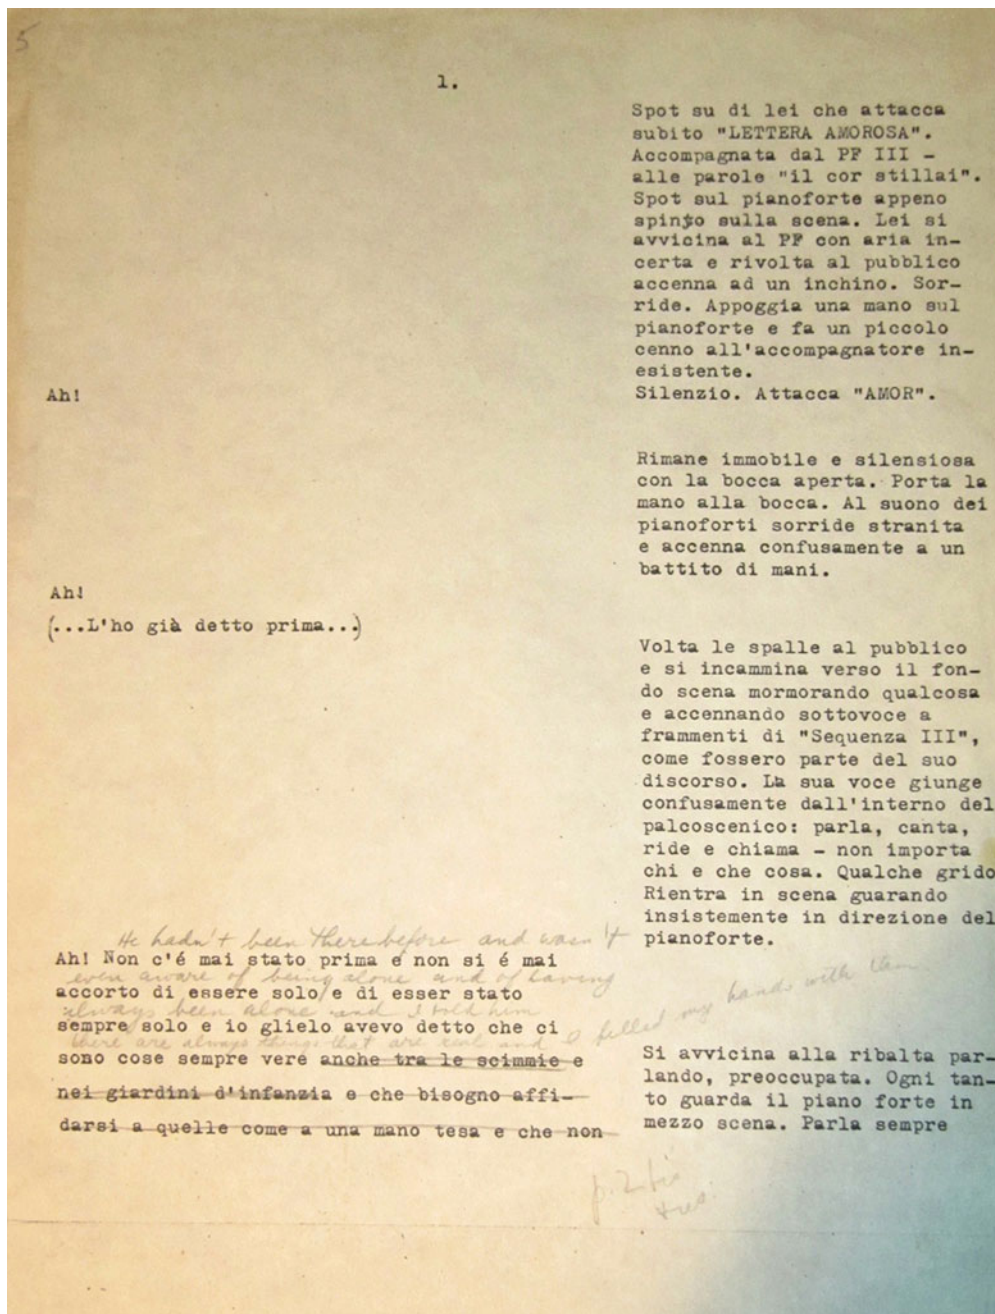 5
1.
Spot su di lei che attacca
subito "LETTERA AMOROSA".
Accompagnata dal PF III -
alle parole "il cor stillai".
Spot sul pianoforte appeno
spinto sulla scena. Lei si
avvicina al PF con aria in-
certa e rivolta al pubblico
accenna ad un inchino. Sor-
ride. Appoggia una mano sul
pianoforte e fa un piccolo
cenno all'accompagnatore in-
esistente.
Ah!
Silenzio. Attacca "AMOR".
Rimane immobile e silensiosa
con la bocca aperta. Porta la
mano alla bocca. Al suono dei
pianoforti sorride stranita
e accenna confusamente a un
battito di mani.
Ah!
(...L'ho già detto prima...)
Volta le spalle al pubblico
e si incammina verso il fon-
do scena mormorando qualcosa
e accennando sottovoce a
frammenti di "Sequenza III",
come fossero parte del suo
discorso. La sua voce giunge
confusamente dall'interno del
palcoscenico: parla, canta,
ride e chiama - non importa
chi e che cosa. Qualche grido
Rientra in scena guarando
insistemente in direzione del
pianoforte.
He hadn't been there before and wasn't
Ah! Non c'é mai stato prima e non si é mai
even aware of being alone and of having
accorto di essere solo e di esser stato
always been alone and I told him
sempre solo e io glielo avevo detto che ci
there are always things that are real and I filled my hands with them
sono cose sempre vere anche tra le scimmie e
nei giardini d'infanzia e che bisogno affi-
darsi a quelle come a una mano tesa e che non
Si avvicina alla ribalta par-
lando, preoccupata. Ogni tan-
to guarda il piano forte in
mezzo scena. Parla sempre